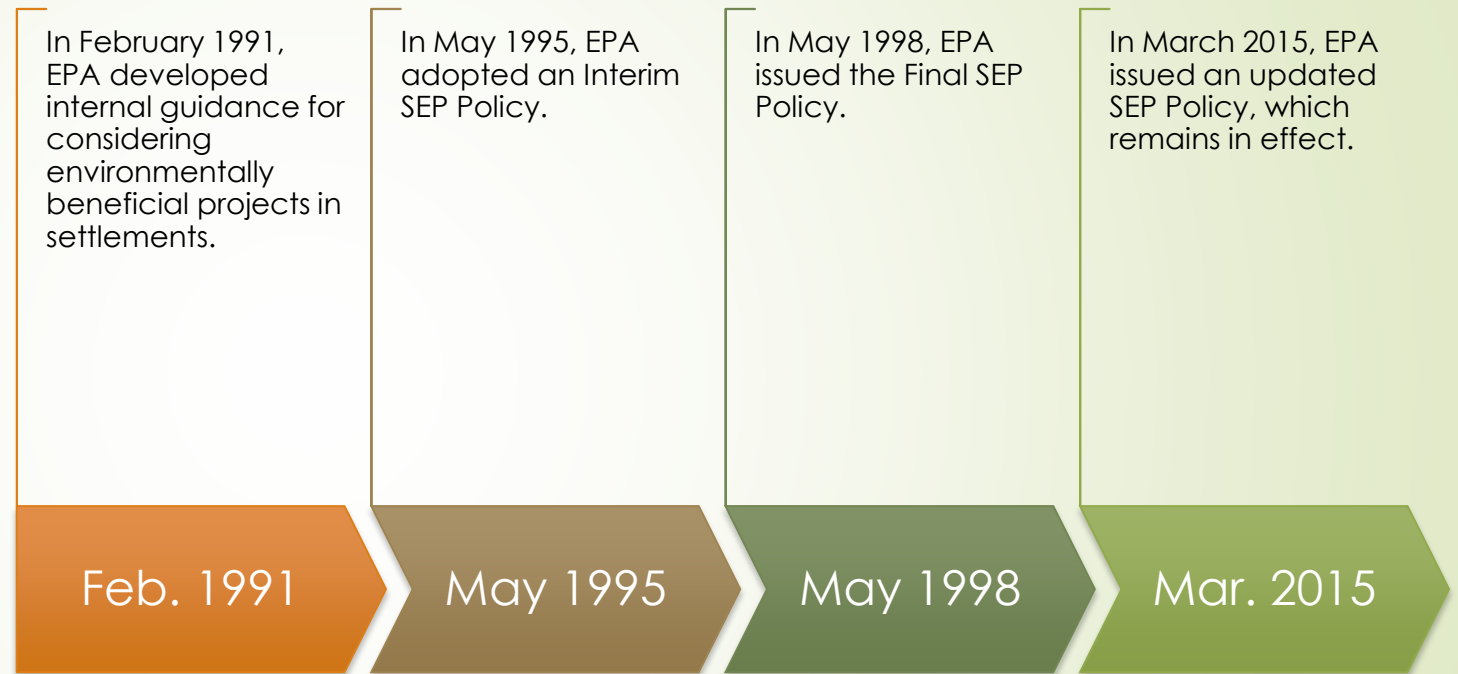 In February 1991,
EPA developed
internal guidance for
considering
environmentally
beneficial projects in
settlements.
In May 1995, EPA
adopted an Interim
SEP Policy.
In May 1998, EPA
issued the Final SEP
Policy.
In March 2015, EPA
issued an updated
SEP Policy, which
remains in effect.
Feb. 1991
May 1995
May 1998
Mar. 2015